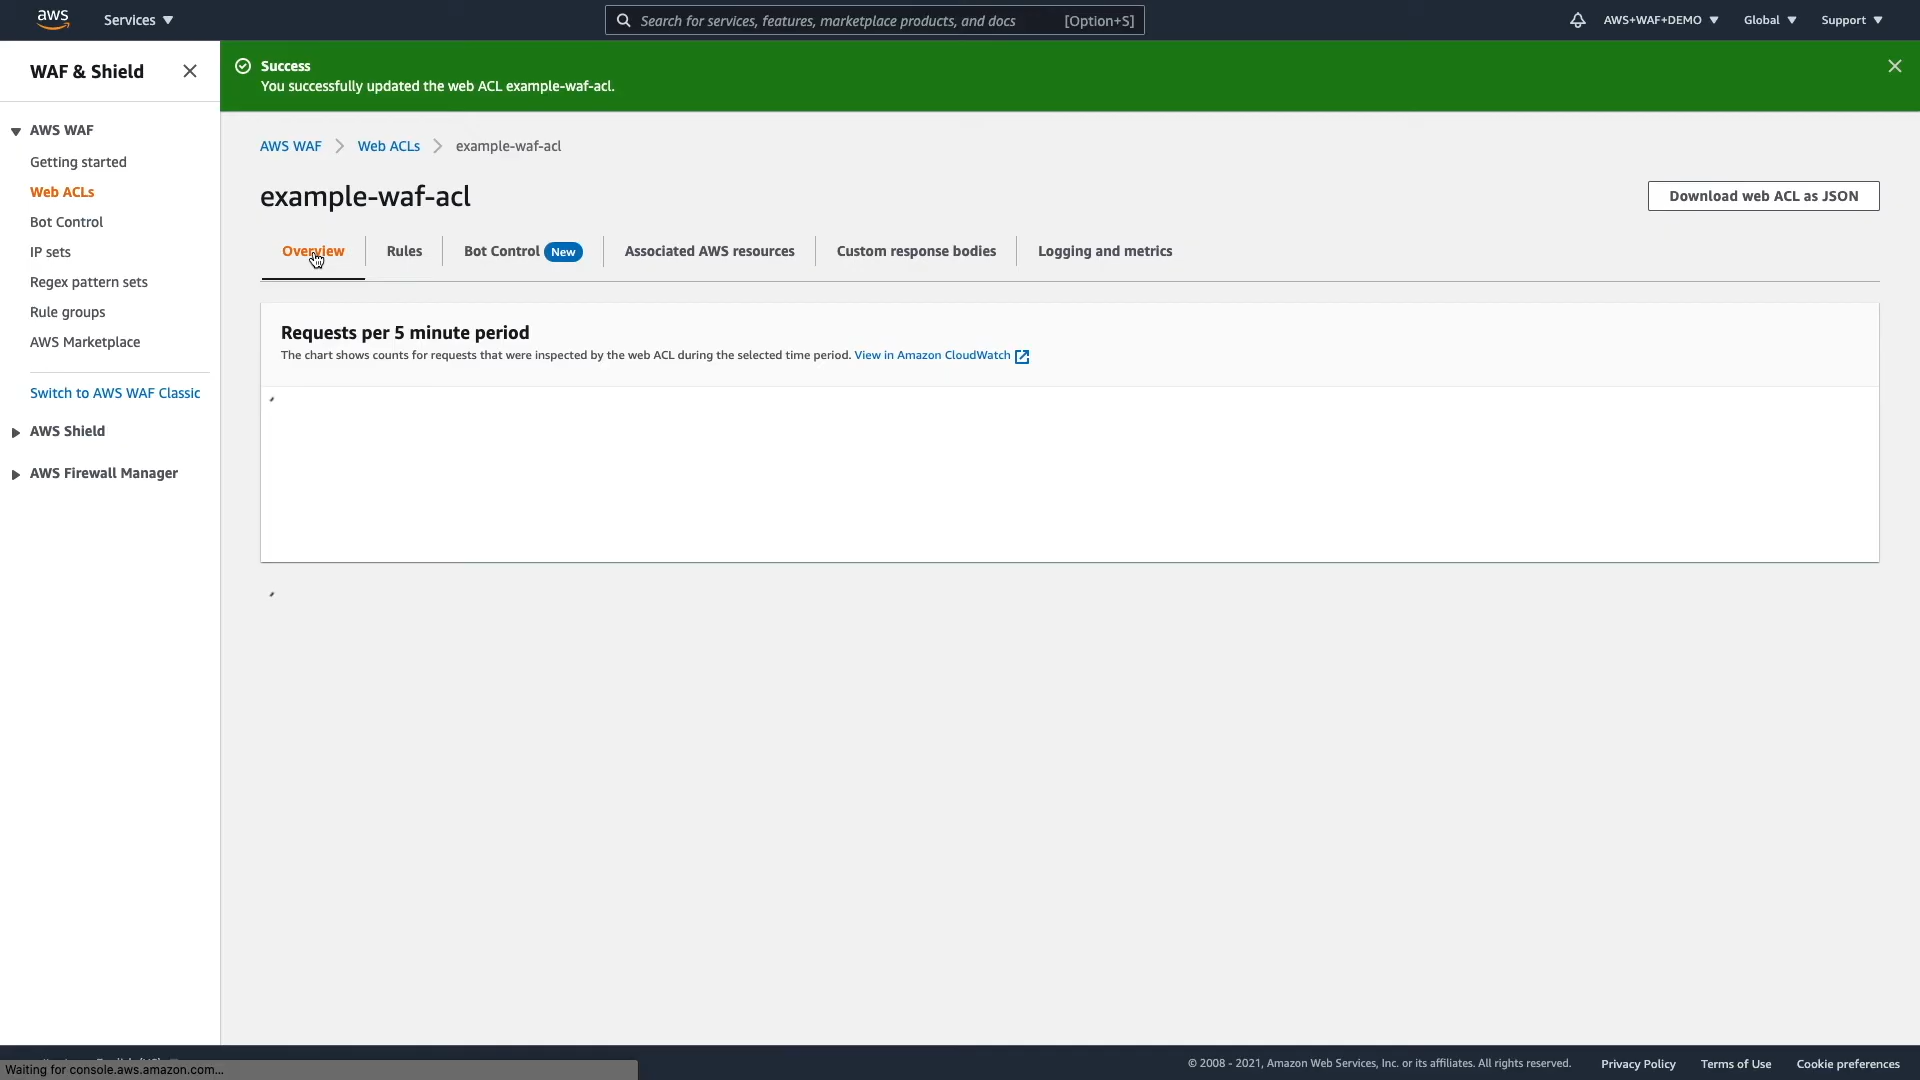 aws
Services
Search for services, features, marketplace products, and docs
[Option+S]
AWS+WAF+DEMO
Global
Support
WAF & Shield
AWS WAF
Getting started
Web ACLs
Bot Control
IP sets
Regex pattern sets
Rule groups
AWS Marketplace
Switch to AWS WAF Classic
AWS Shield
AWS Firewall Manager
Success
You successfully updated the web ACL example-waf-acl.
AWS WAF
Web ACLs
example-waf-acl
example-waf-acl
Download web ACL as JSON
Overview
Rules
Bot Control New
Associated AWS resources
Custom response bodies
Logging and metrics
Requests per 5 minute period
The chart shows counts for requests that were inspected by the web ACL during the selected time period. View in Amazon CloudWatch
Waiting for console.aws.amazon.com...
© 2008 - 2021, Amazon Web Services, Inc. or its affiliates. All rights reserved.
Privacy Policy
Terms of Use
Cookie preferences